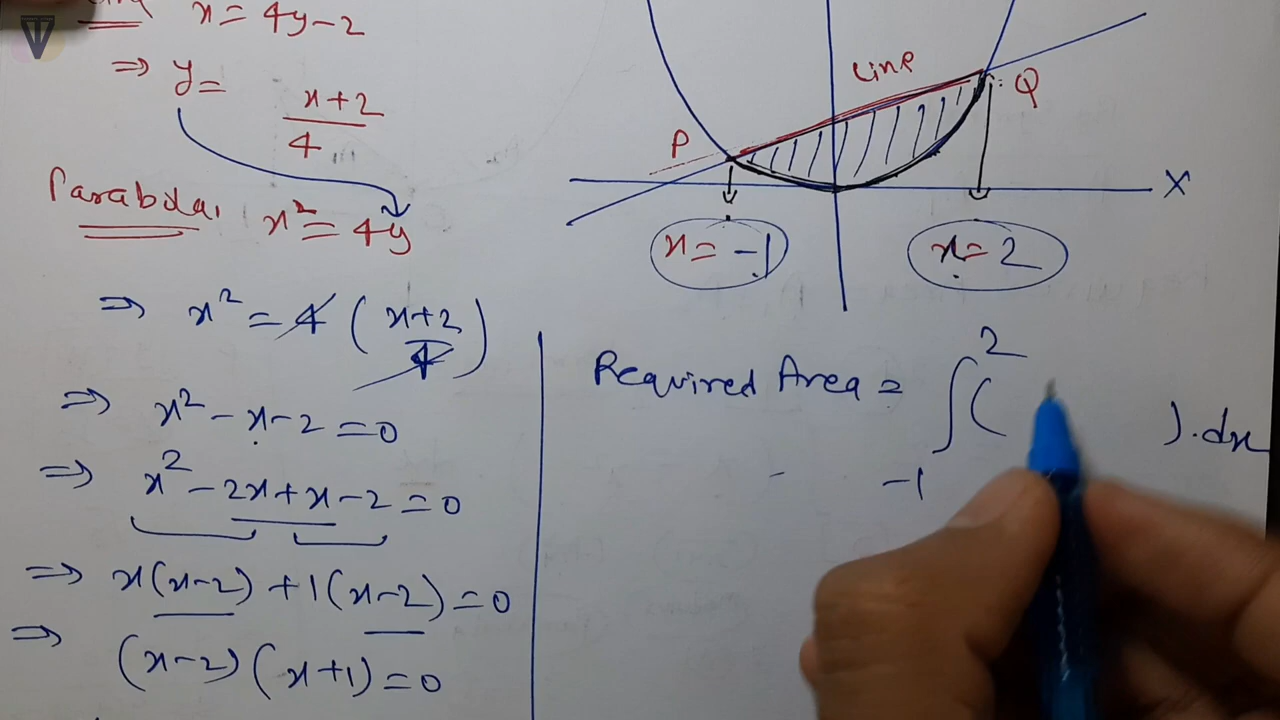 x = 4y - 2
⇒ y = x+2/4
Parabola, x² = 4y
⇒ x² = 4 (x+2/4)
⇒ x² - x - 2 = 0
⇒ x² - 2x + x - 2 = 0
⇒ x(x-2) + 1(x-2) = 0
⇒ (x-2)(x+1) = 0
Line
P
Q
X
x = -1
x = 2
Required Area = ∫ 2 -1 ( ).dx